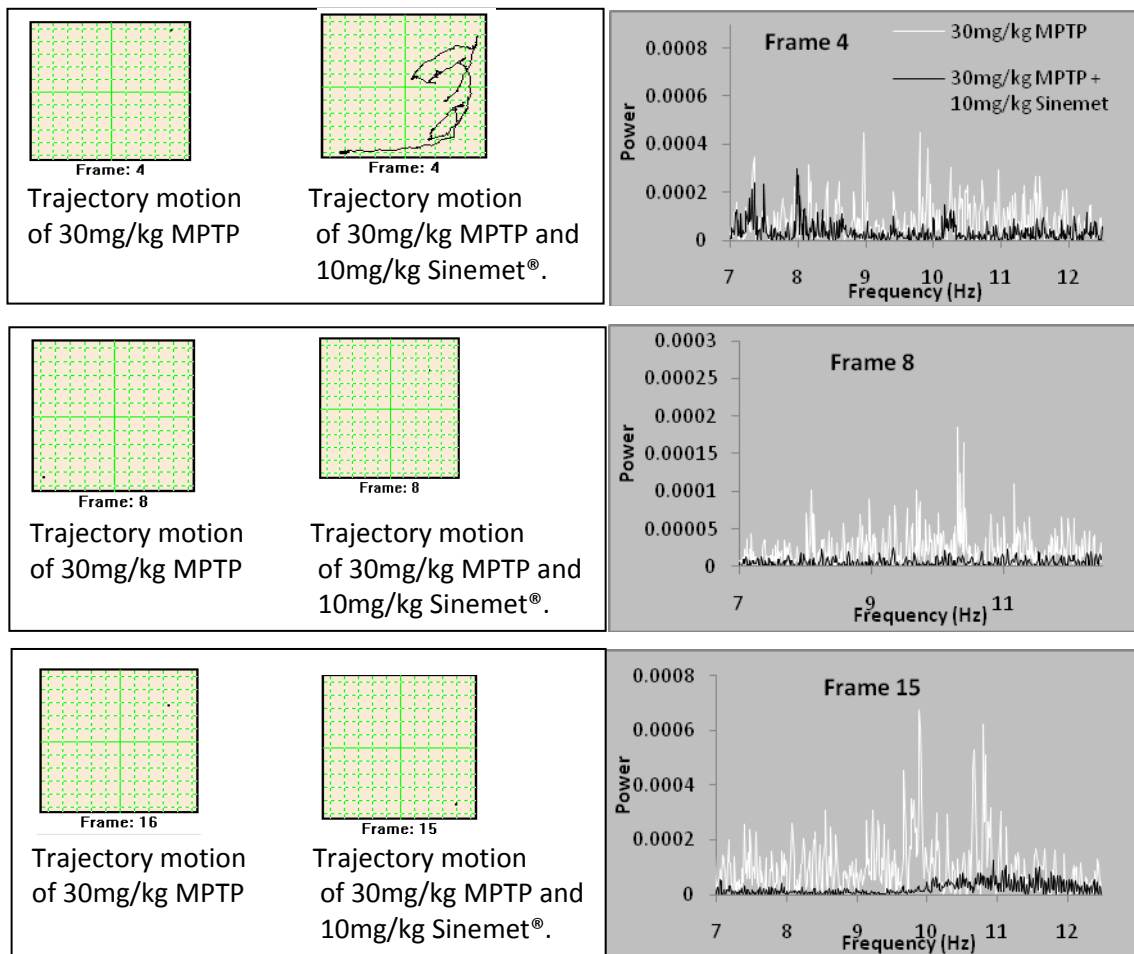 Frame: 4
Trajectory motion
of 30mg/kg MPTP
Frame: 4
Trajectory motion
of 30mg/kg MPTP and
10mg/kg Sinemet®.
Frame 4
30mg/kg MPTP
30mg/kg MPTP +
10mg/kg Sinemet
Power
0.0008
0.0006
0.0004
0.0002
0
7 8 9 10 11 12
Frequency (Hz)
Frame: 8
Trajectory motion
of 30mg/kg MPTP
Frame: 8
Trajectory motion
of 30mg/kg MPTP and
10mg/kg Sinemet®.
Frame 8
Power
0.0003
0.00025
0.0002
0.00015
0.0001
0.00005
0
7 9 11
Frequency (Hz)
Frame: 16
Trajectory motion
of 30mg/kg MPTP
Frame: 15
Trajectory motion
of 30mg/kg MPTP and
10mg/kg Sinemet®.
Frame 15
Power
0.0008
0.0006
0.0004
0.0002
0
7 8 9 10 11 12
Frequency (Hz)